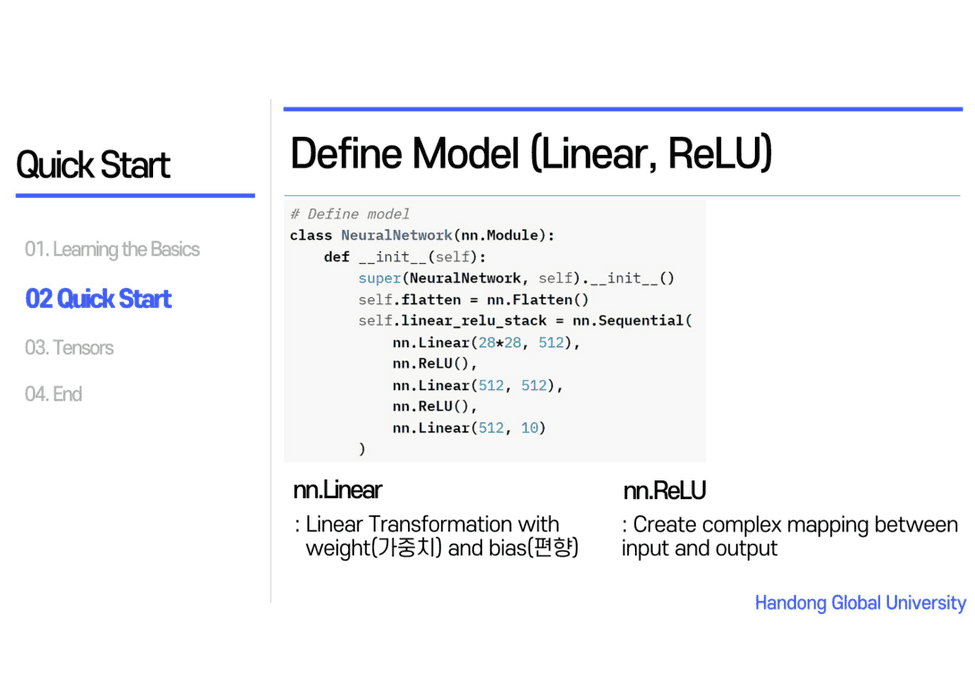 Quick Start
01. Learning the Basics
02 Quick Start
03. Tensors
04. End
Define Model (Linear, ReLU)
# Define model
class NeuralNetwork(nn.Module):
    def __init__(self):
        super(NeuralNetwork, self).__init__()
        self.flatten = nn.Flatten()
        self.linear_relu_stack = nn.Sequential(
            nn.Linear(28*28, 512),
            nn.ReLU(),
            nn.Linear(512, 512),
            nn.ReLU(),
            nn.Linear(512, 10)
        )
nn.Linear
: Linear Transformation with
weight(가중치) and bias(편향)
nn.ReLU
: Create complex mapping between
input and output
Handong Global University